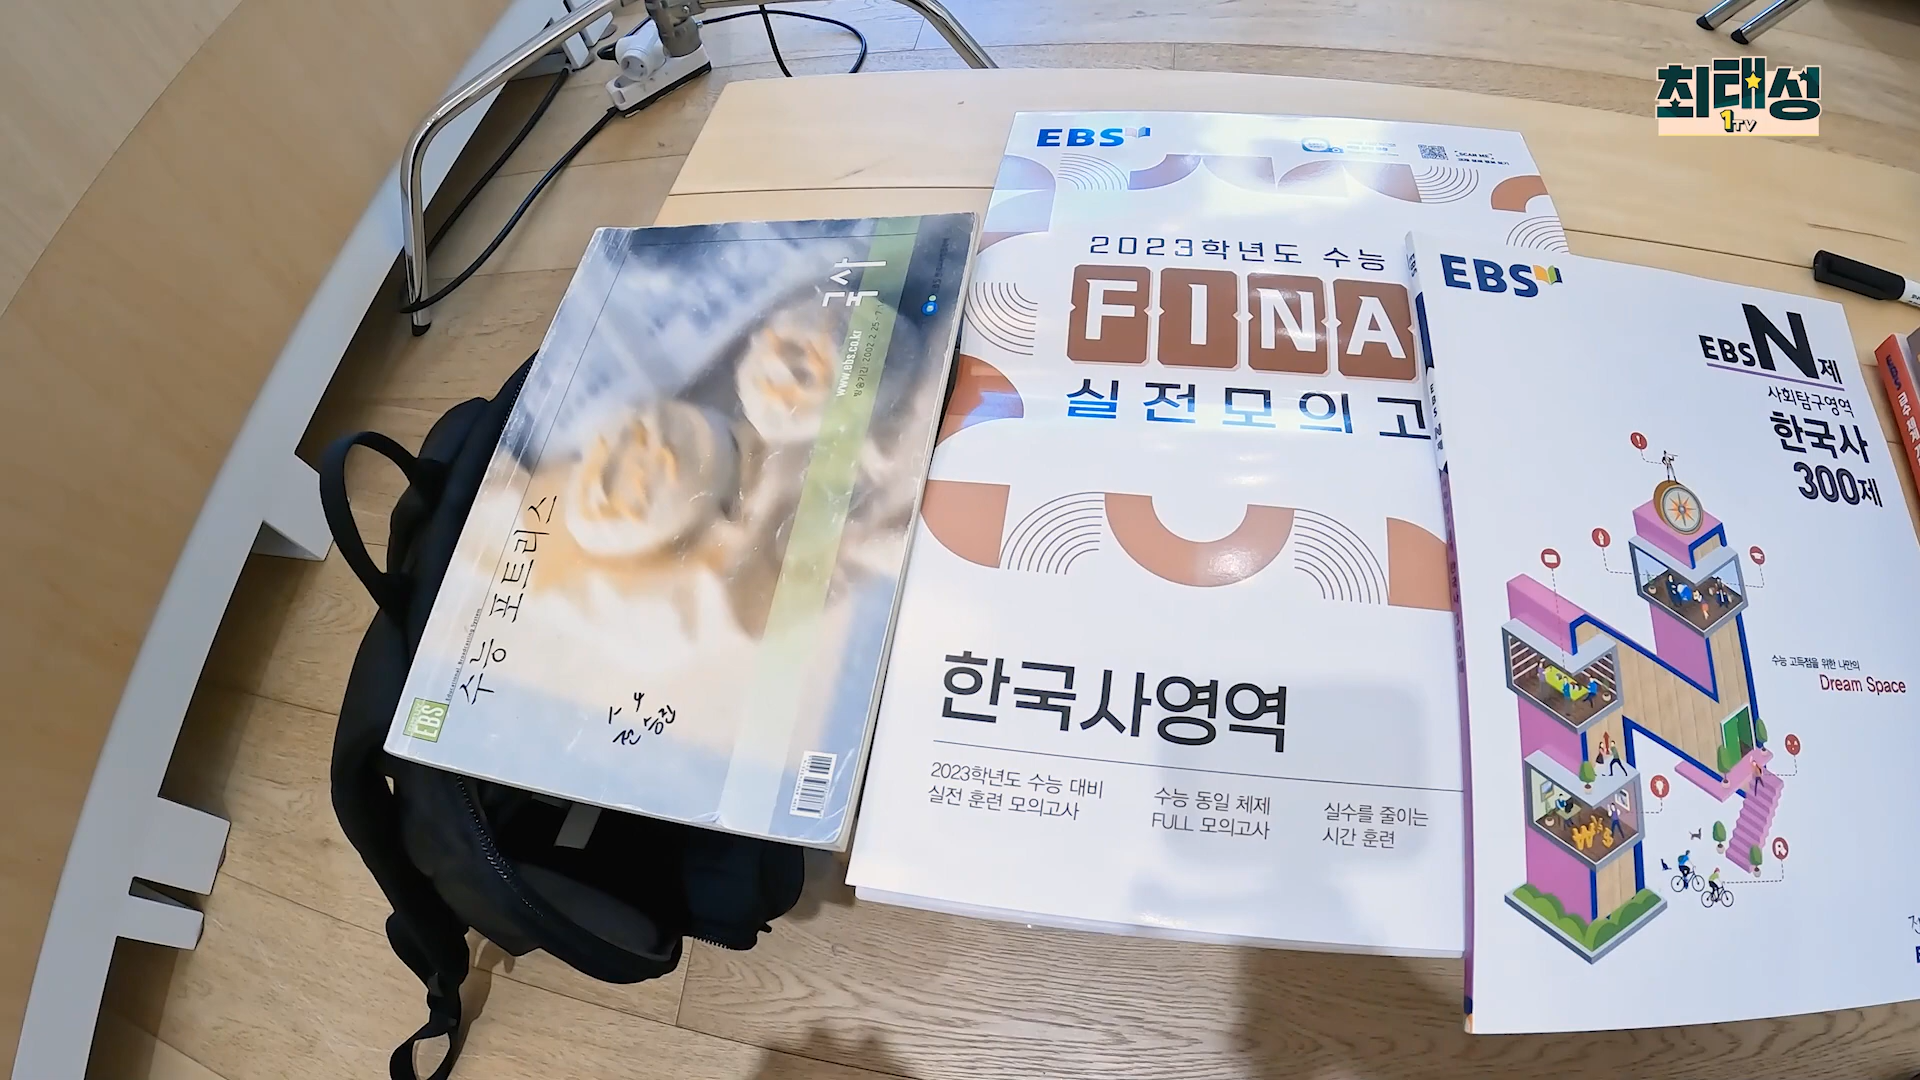 최태성
1TV
EBS
SCAN ME
2023학년도 수능
FINA
실전모의고
한국사영역
2023학년도 수능 대비
실전 훈련 모의고사
수능 동일 체제
FULL 모의고사
실수를 줄이는
시간 훈련
EBS
EBS N제
사회탐구영역
한국사
300제
수능 고득점을 위한 나만의
Dream Space
국사
www.ebs.co.kr
수능 포트리스
EBS